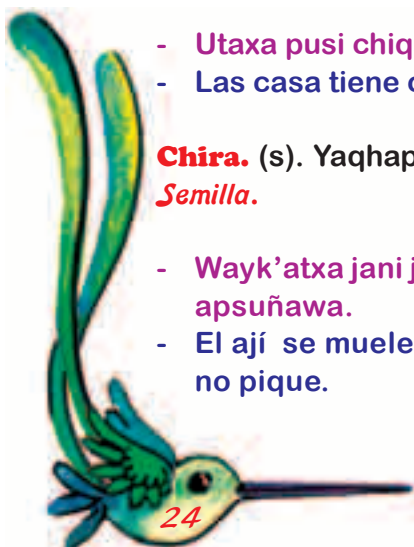 - Utaxa pusi chiq
- Las casa tiene
Chira. (s). Yaqhap
Semilla.
- Wayk’atxa jani j
apsuñawa.
- El ají se muele
no pique.
24